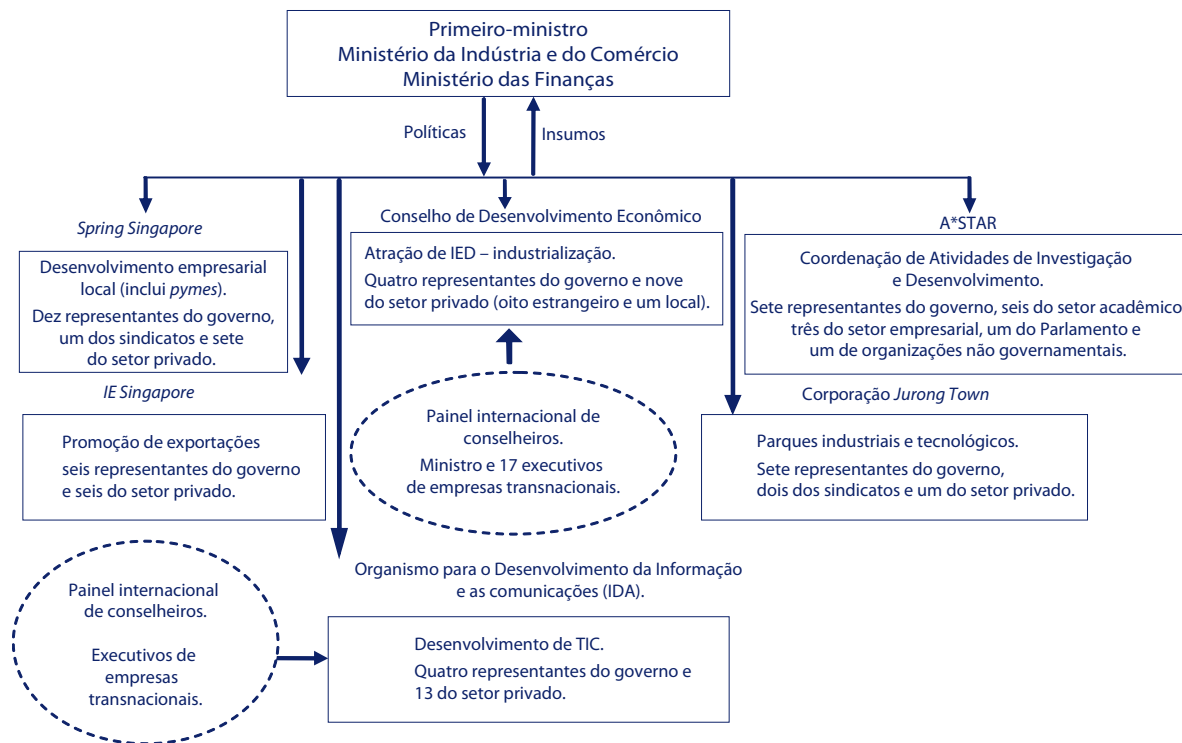 Primeiro-ministro
Ministério da Indústria e do Comércio
Ministério das Finanças
Políticas
Insumos
Spring Singapore
Desenvolvimento empresarial
local (inclui pymes).
Dez representantes do governo,
um dos sindicatos e sete
do setor privado.
IE Singapore
Promoção de exportações
seis representantes do governo
e seis do setor privado.
Conselho de Desenvolvimento Econômico
Atração de IED – industrialização.
Quatro representantes do governo e nove
do setor privado (oito estrangeiro e um local).
Painel internacional de
conselheiros.
Ministro e 17 executivos
de empresas transnacionais.
A*STAR
Coordenação de Atividades de Investigação
e Desenvolvimento.
Sete representantes do governo, seis do setor acadêmico
três do setor empresarial, um do Parlamento e
um de organizações não governamentais.
Corporação Jurong Town
Parques industriais e tecnológicos.
Sete representantes do governo,
dois dos sindicatos e um do setor privado.
Painel internacional
de conselheiros.
Executivos de
empresas
transnacionais.
Organismo para o Desenvolvimento da Informação
e as comunicações (IDA).
Desenvolvimento de TIC.
Quatro representantes do governo e
13 do setor privado.